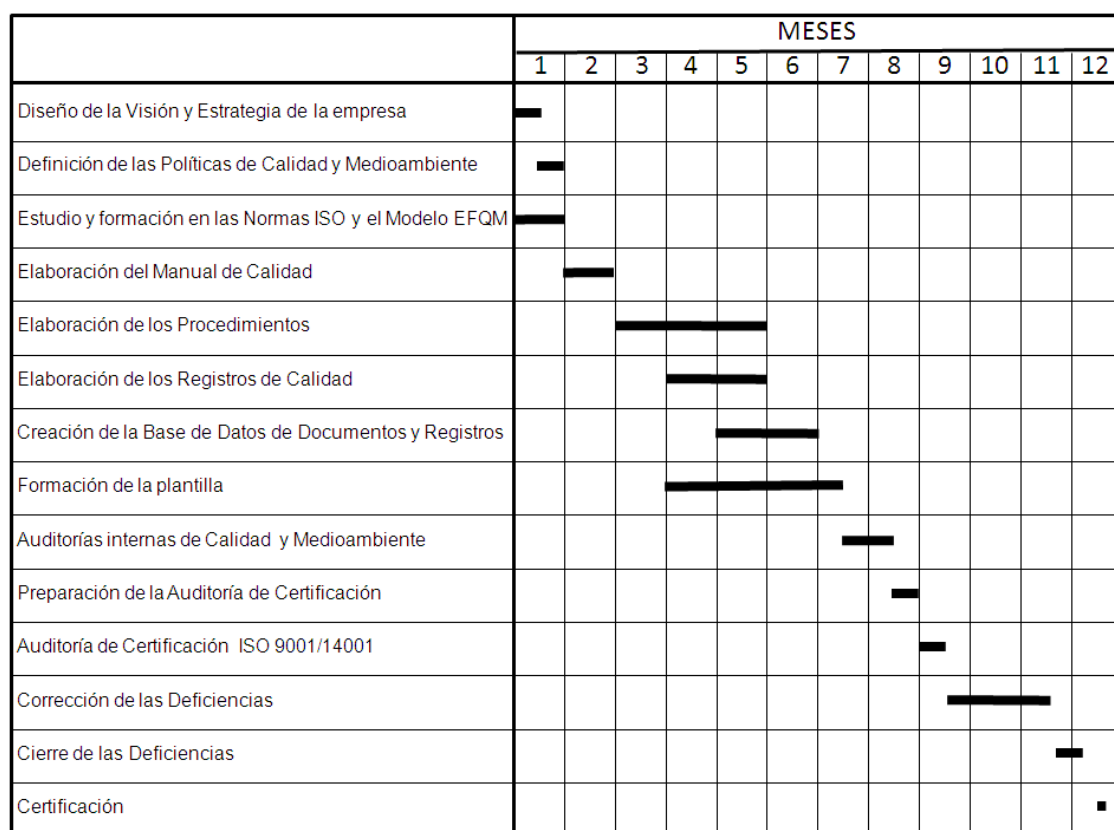 MESES
1 2 3 4 5 6 7 8 9 10 11 12
Diseño de la Visión y Estrategia de la empresa
Definición de las Políticas de Calidad y Medioambiente
Estudio y formación en las Normas ISO y el Modelo EFQM
Elaboración del Manual de Calidad
Elaboración de los Procedimientos
Elaboración de los Registros de Calidad
Creación de la Base de Datos de Documentos y Registros
Formación de la plantilla
Auditorías internas de Calidad y Medioambiente
Preparación de la Auditoría de Certificación
Auditoría de Certificación ISO 9001/14001
Corrección de las Deficiencias
Cierre de las Deficiencias
Certificación